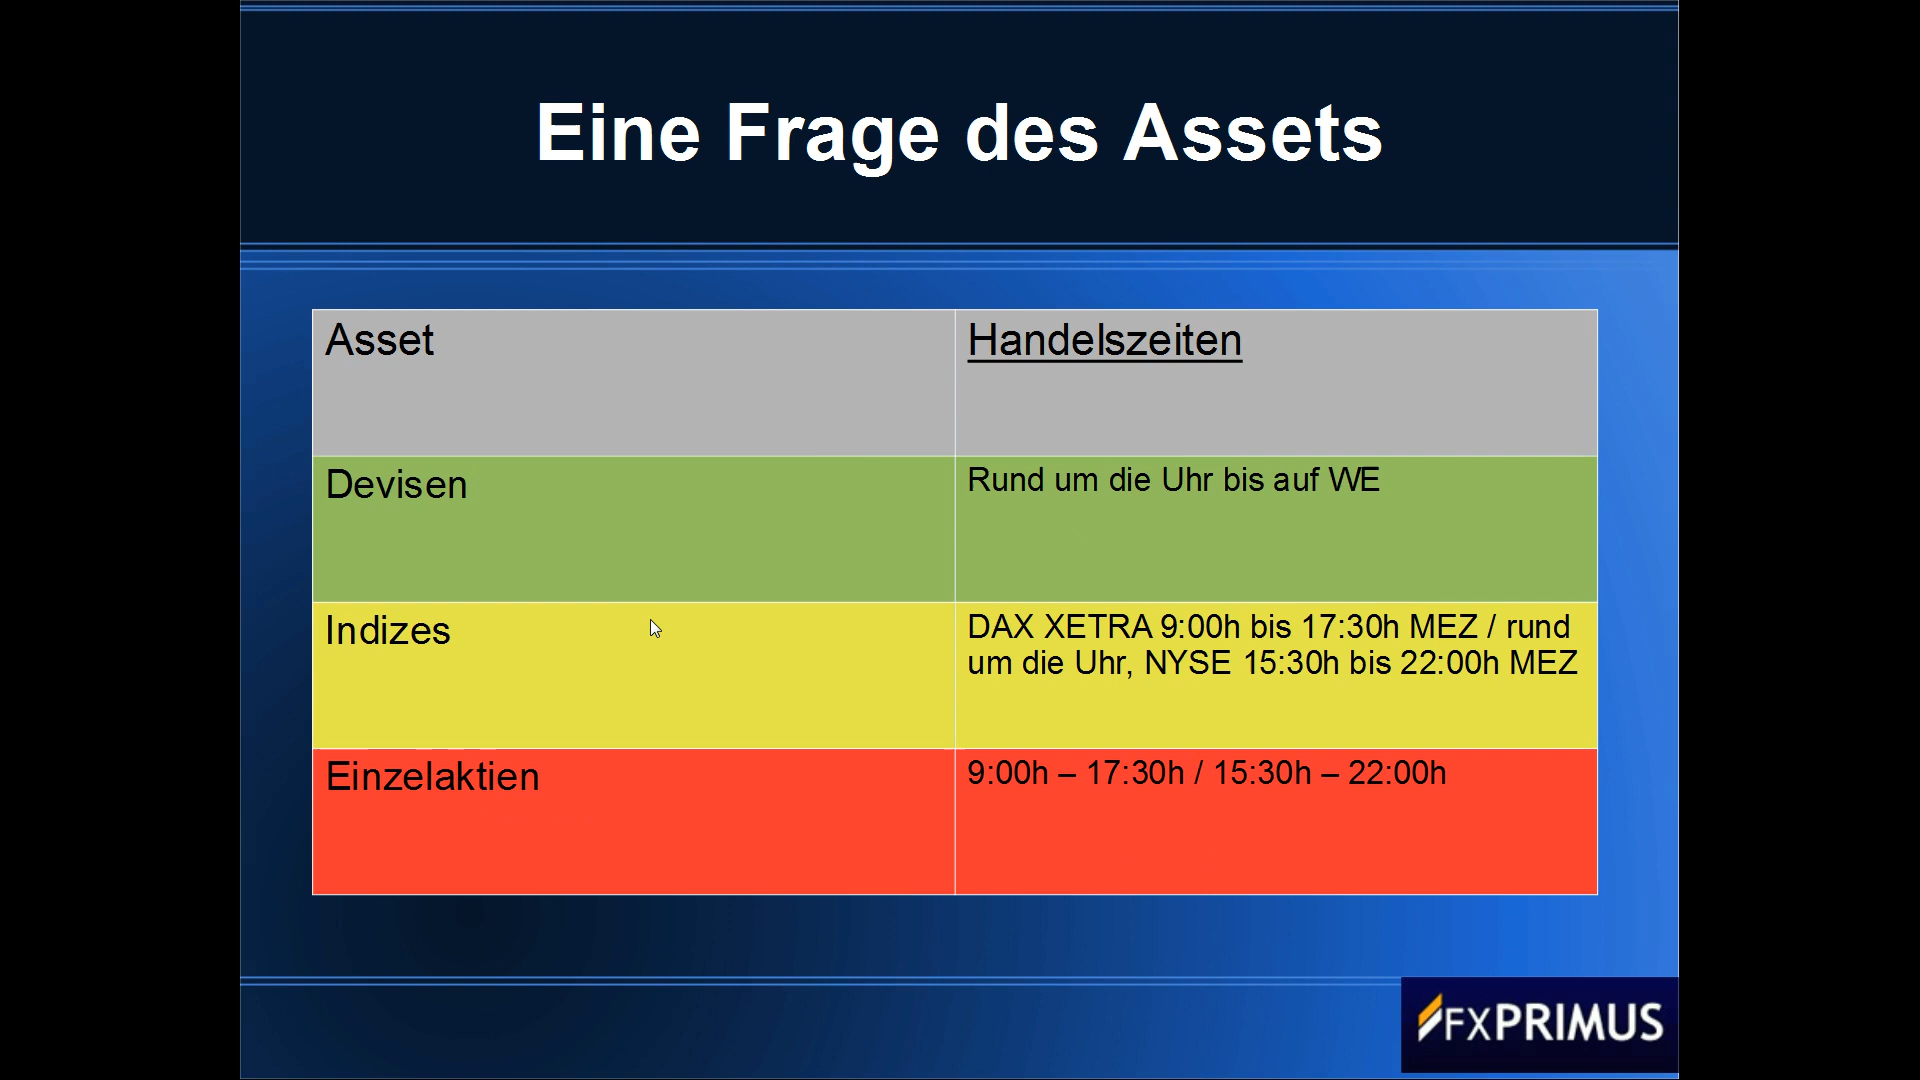 Eine Frage des Assets
Asset
Handelszeiten
Devisen
Rund um die Uhr bis auf WE
Indizes
DAX XETRA 9:00h bis 17:30h MEZ / rund
um die Uhr, NYSE 15:30h bis 22:00h MEZ
Einzelaktien
9:00h – 17:30h / 15:30h – 22:00h
FXPRIMUS